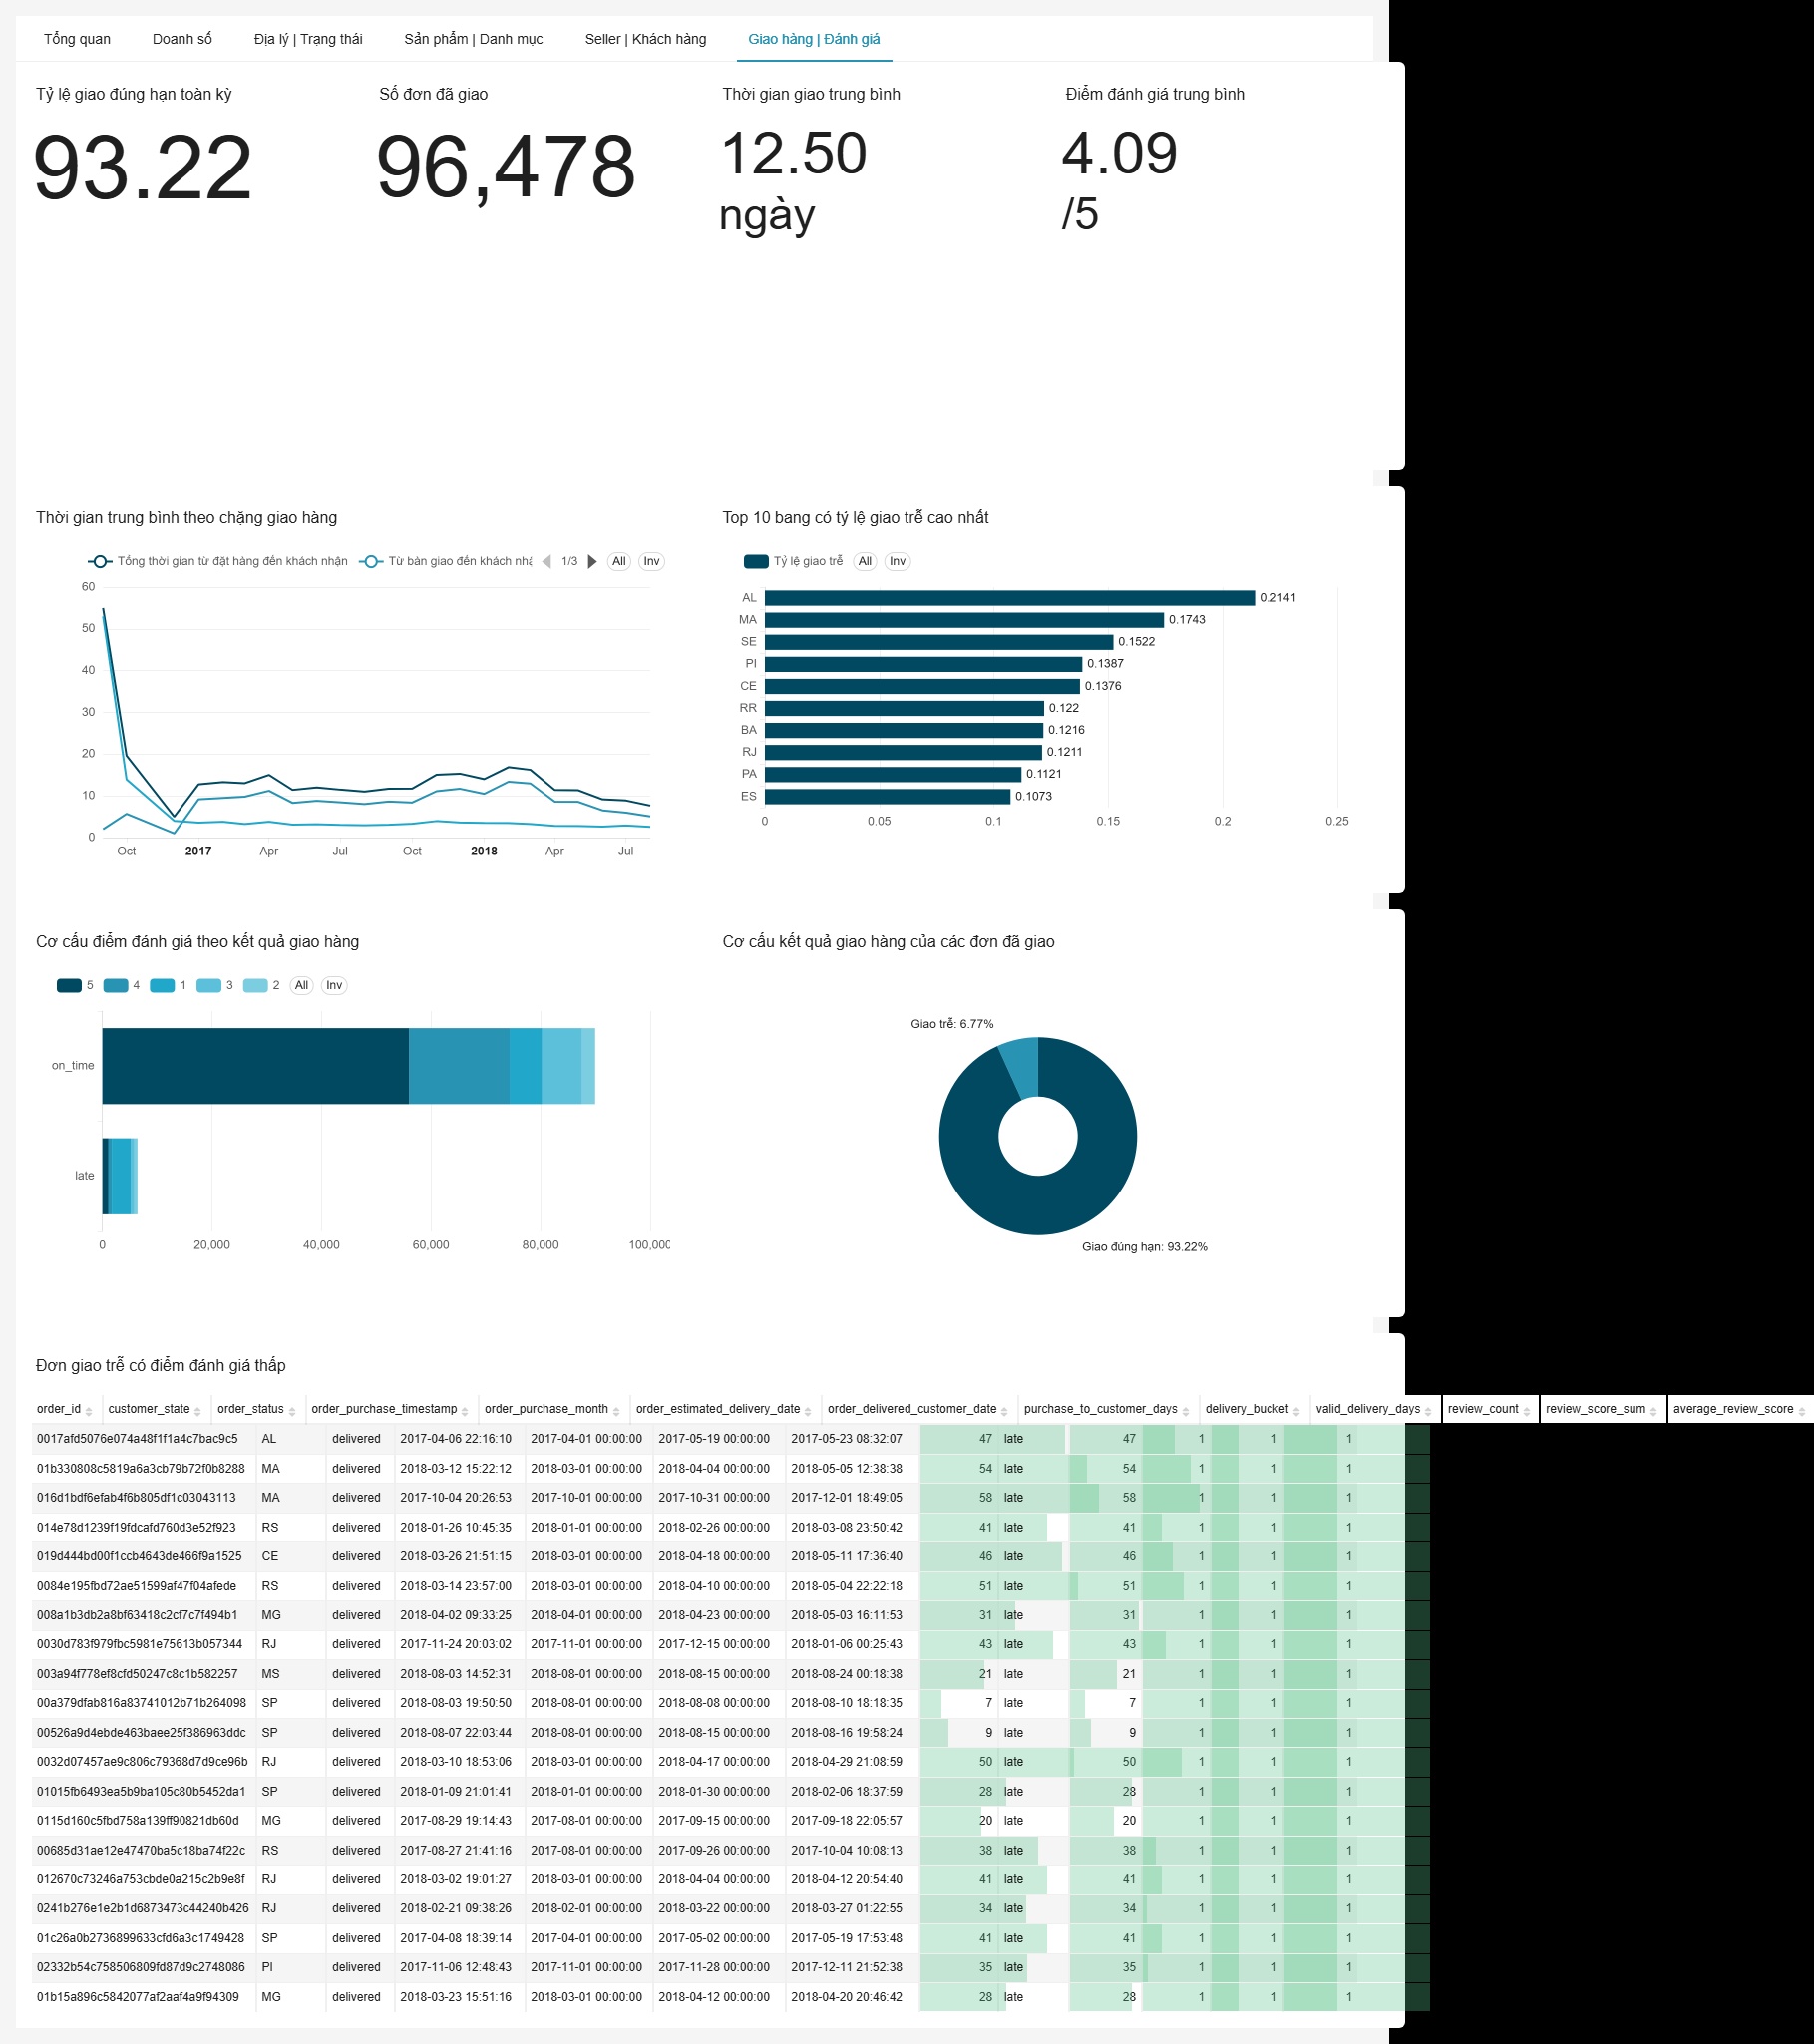 Tổng quan Doanh số Địa lý | Trạng thái Sản phẩm | Danh mục Seller | Khách hàng Giao hàng | Đánh giá
Tỷ lệ giao đúng hạn toàn kỳ
93.22
Số đơn đã giao
96,478
Thời gian giao trung bình
12.50
ngày
Điểm đánh giá trung bình
4.09
/5
Thời gian trung bình theo chặng giao hàng
Tổng thời gian từ đặt hàng đến khách nhận Từ bàn giao đến khách nhậ 1/3 All Inv
60
50
40
30
20
10
0
Oct 2017 Apr Jul Oct 2018 Apr Jul
Top 10 bang có tỷ lệ giao trễ cao nhất
Tỷ lệ giao trễ All Inv
AL 0.2141
MA 0.1743
SE 0.1522
PI 0.1387
CE 0.1376
RR 0.122
BA 0.1216
RJ 0.1211
PA 0.1121
ES 0.1073
0 0.05 0.1 0.15 0.2 0.25
Cơ cấu điểm đánh giá theo kết quả giao hàng
5 4 1 3 2 All Inv
on_time
late
0 20,000 40,000 60,000 80,000 100,000
Cơ cấu kết quả giao hàng của các đơn đã giao
Giao trễ: 6.77%
Giao đúng hạn: 93.22%
Đơn giao trễ có điểm đánh giá thấp
order_id customer_state order_status order_purchase_timestamp order_purchase_month order_estimated_delivery_date order_delivered_customer_date purchase_to_customer_days delivery_bucket valid_delivery_days review_count review_score_sum average_review_score
0017afd5076e074a48f1f1a4c7bac9c5 AL delivered 2017-04-06 22:16:10 2017-04-01 00:00:00 2017-05-19 00:00:00 2017-05-23 08:32:07 47 late 47 1 1 1
01b330808c5819a6a3cb79b72f0b8288 MA delivered 2018-03-12 15:22:12 2018-03-01 00:00:00 2018-04-04 00:00:00 2018-05-05 12:38:38 54 late 54 1 1 1
016d1bdf6efab4f6b805df1c03043113 MA delivered 2017-10-04 20:26:53 2017-10-01 00:00:00 2017-10-31 00:00:00 2017-12-01 18:49:05 58 late 58 1 1 1
014e78d1239f19fdcafd760d3e52f923 RS delivered 2018-01-26 10:45:35 2018-01-01 00:00:00 2018-02-26 00:00:00 2018-03-08 23:50:42 41 late 41 1 1 1
019d444bd00f1ccb4643de466f9a1525 CE delivered 2018-03-26 21:51:15 2018-03-01 00:00:00 2018-04-18 00:00:00 2018-05-11 17:36:40 46 late 46 1 1 1
0084e195fbd72ae51599af47f04afede RS delivered 2018-03-14 23:57:00 2018-03-01 00:00:00 2018-04-10 00:00:00 2018-05-04 22:22:18 51 late 51 1 1 1
008a1b3db2a8bf63418c2cf7c7f494b1 MG delivered 2018-04-02 09:33:25 2018-04-01 00:00:00 2018-04-23 00:00:00 2018-05-03 16:11:53 31 late 31 1 1 1
0030d783f979fbc5981e75613b057344 RJ delivered 2017-11-24 20:03:02 2017-11-01 00:00:00 2017-12-15 00:00:00 2018-01-06 00:25:43 43 late 43 1 1 1
003a94f778ef8cfd50247c8c1b582257 MS delivered 2018-08-03 14:52:31 2018-08-01 00:00:00 2018-08-15 00:00:00 2018-08-24 00:18:38 21 late 21 1 1 1
00a379dfab816a83741012b71b264098 SP delivered 2018-08-03 19:50:50 2018-08-01 00:00:00 2018-08-08 00:00:00 2018-08-10 18:18:35 7 late 7 1 1 1
00526a9d4ebde463baee25f386963ddc SP delivered 2018-08-07 22:03:44 2018-08-01 00:00:00 2018-08-15 00:00:00 2018-08-16 19:58:24 9 late 9 1 1 1
0032d07457ae9c806c79368d7d9ce96b RJ delivered 2018-03-10 18:53:06 2018-03-01 00:00:00 2018-04-17 00:00:00 2018-04-29 21:08:59 50 late 50 1 1 1
01015fb6493ea5b9ba105c80b5452da1 SP delivered 2018-01-09 21:01:41 2018-01-01 00:00:00 2018-01-30 00:00:00 2018-02-06 18:37:59 28 late 28 1 1 1
0115d160c5fbd758a139ff90821db60d MG delivered 2017-08-29 19:14:43 2017-08-01 00:00:00 2017-09-15 00:00:00 2017-09-18 22:05:57 20 late 20 1 1 1
00685d31ae12e47470ba5c18ba74f22c RS delivered 2017-08-27 21:41:16 2017-08-01 00:00:00 2017-09-26 00:00:00 2017-10-04 10:08:13 38 late 38 1 1 1
012670c73246a753cbde0a215c2b9e8f RJ delivered 2018-03-02 19:01:27 2018-03-01 00:00:00 2018-04-04 00:00:00 2018-04-12 20:54:40 41 late 41 1 1 1
0241b276e1e2b1d6873473c44240b426 RJ delivered 2018-02-21 09:38:26 2018-02-01 00:00:00 2018-03-22 00:00:00 2018-03-27 01:22:55 34 late 34 1 1 1
01c26a0b2736899633cfd6a3c1749428 SP delivered 2017-04-08 18:39:14 2017-04-01 00:00:00 2017-05-02 00:00:00 2017-05-19 17:53:48 41 late 41 1 1 1
02332b54c758506809fd87d9c2748086 PI delivered 2017-11-06 12:48:43 2017-11-01 00:00:00 2017-11-28 00:00:00 2017-12-11 21:52:38 35 late 35 1 1 1
01b15a896c5842077af2aaf4a9f94309 MG delivered 2018-03-23 15:51:16 2018-03-01 00:00:00 2018-04-12 00:00:00 2018-04-20 20:46:42 28 late 28 1 1 1